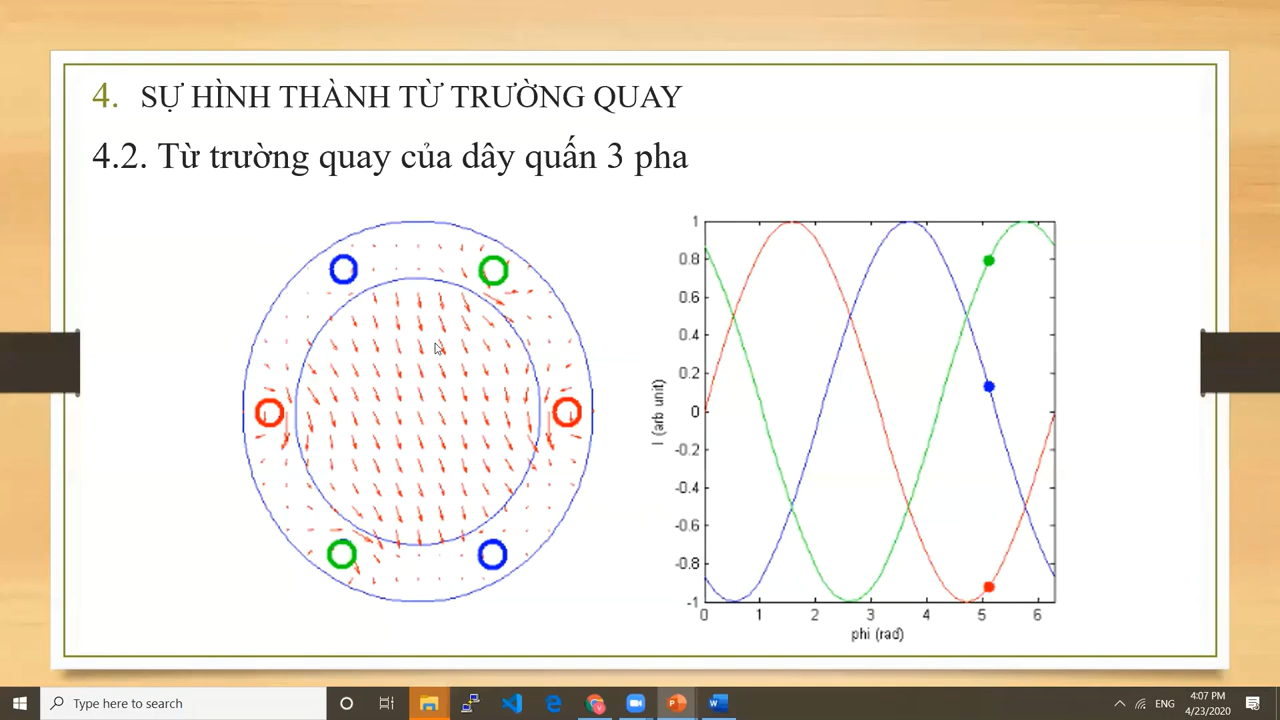 4. SỰ HÌNH THÀNH TỪ TRƯỜNG QUAY
4.2. Từ trường quay của dây quấn 3 pha
1
0.8
0.6
0.4
0.2
0
-0.2
-0.4
-0.6
-0.8
-1
I (arb unit)
0 1 2 3 4 5 6
phi (rad)
Type here to search
ENG
4:07 PM
4/23/2020